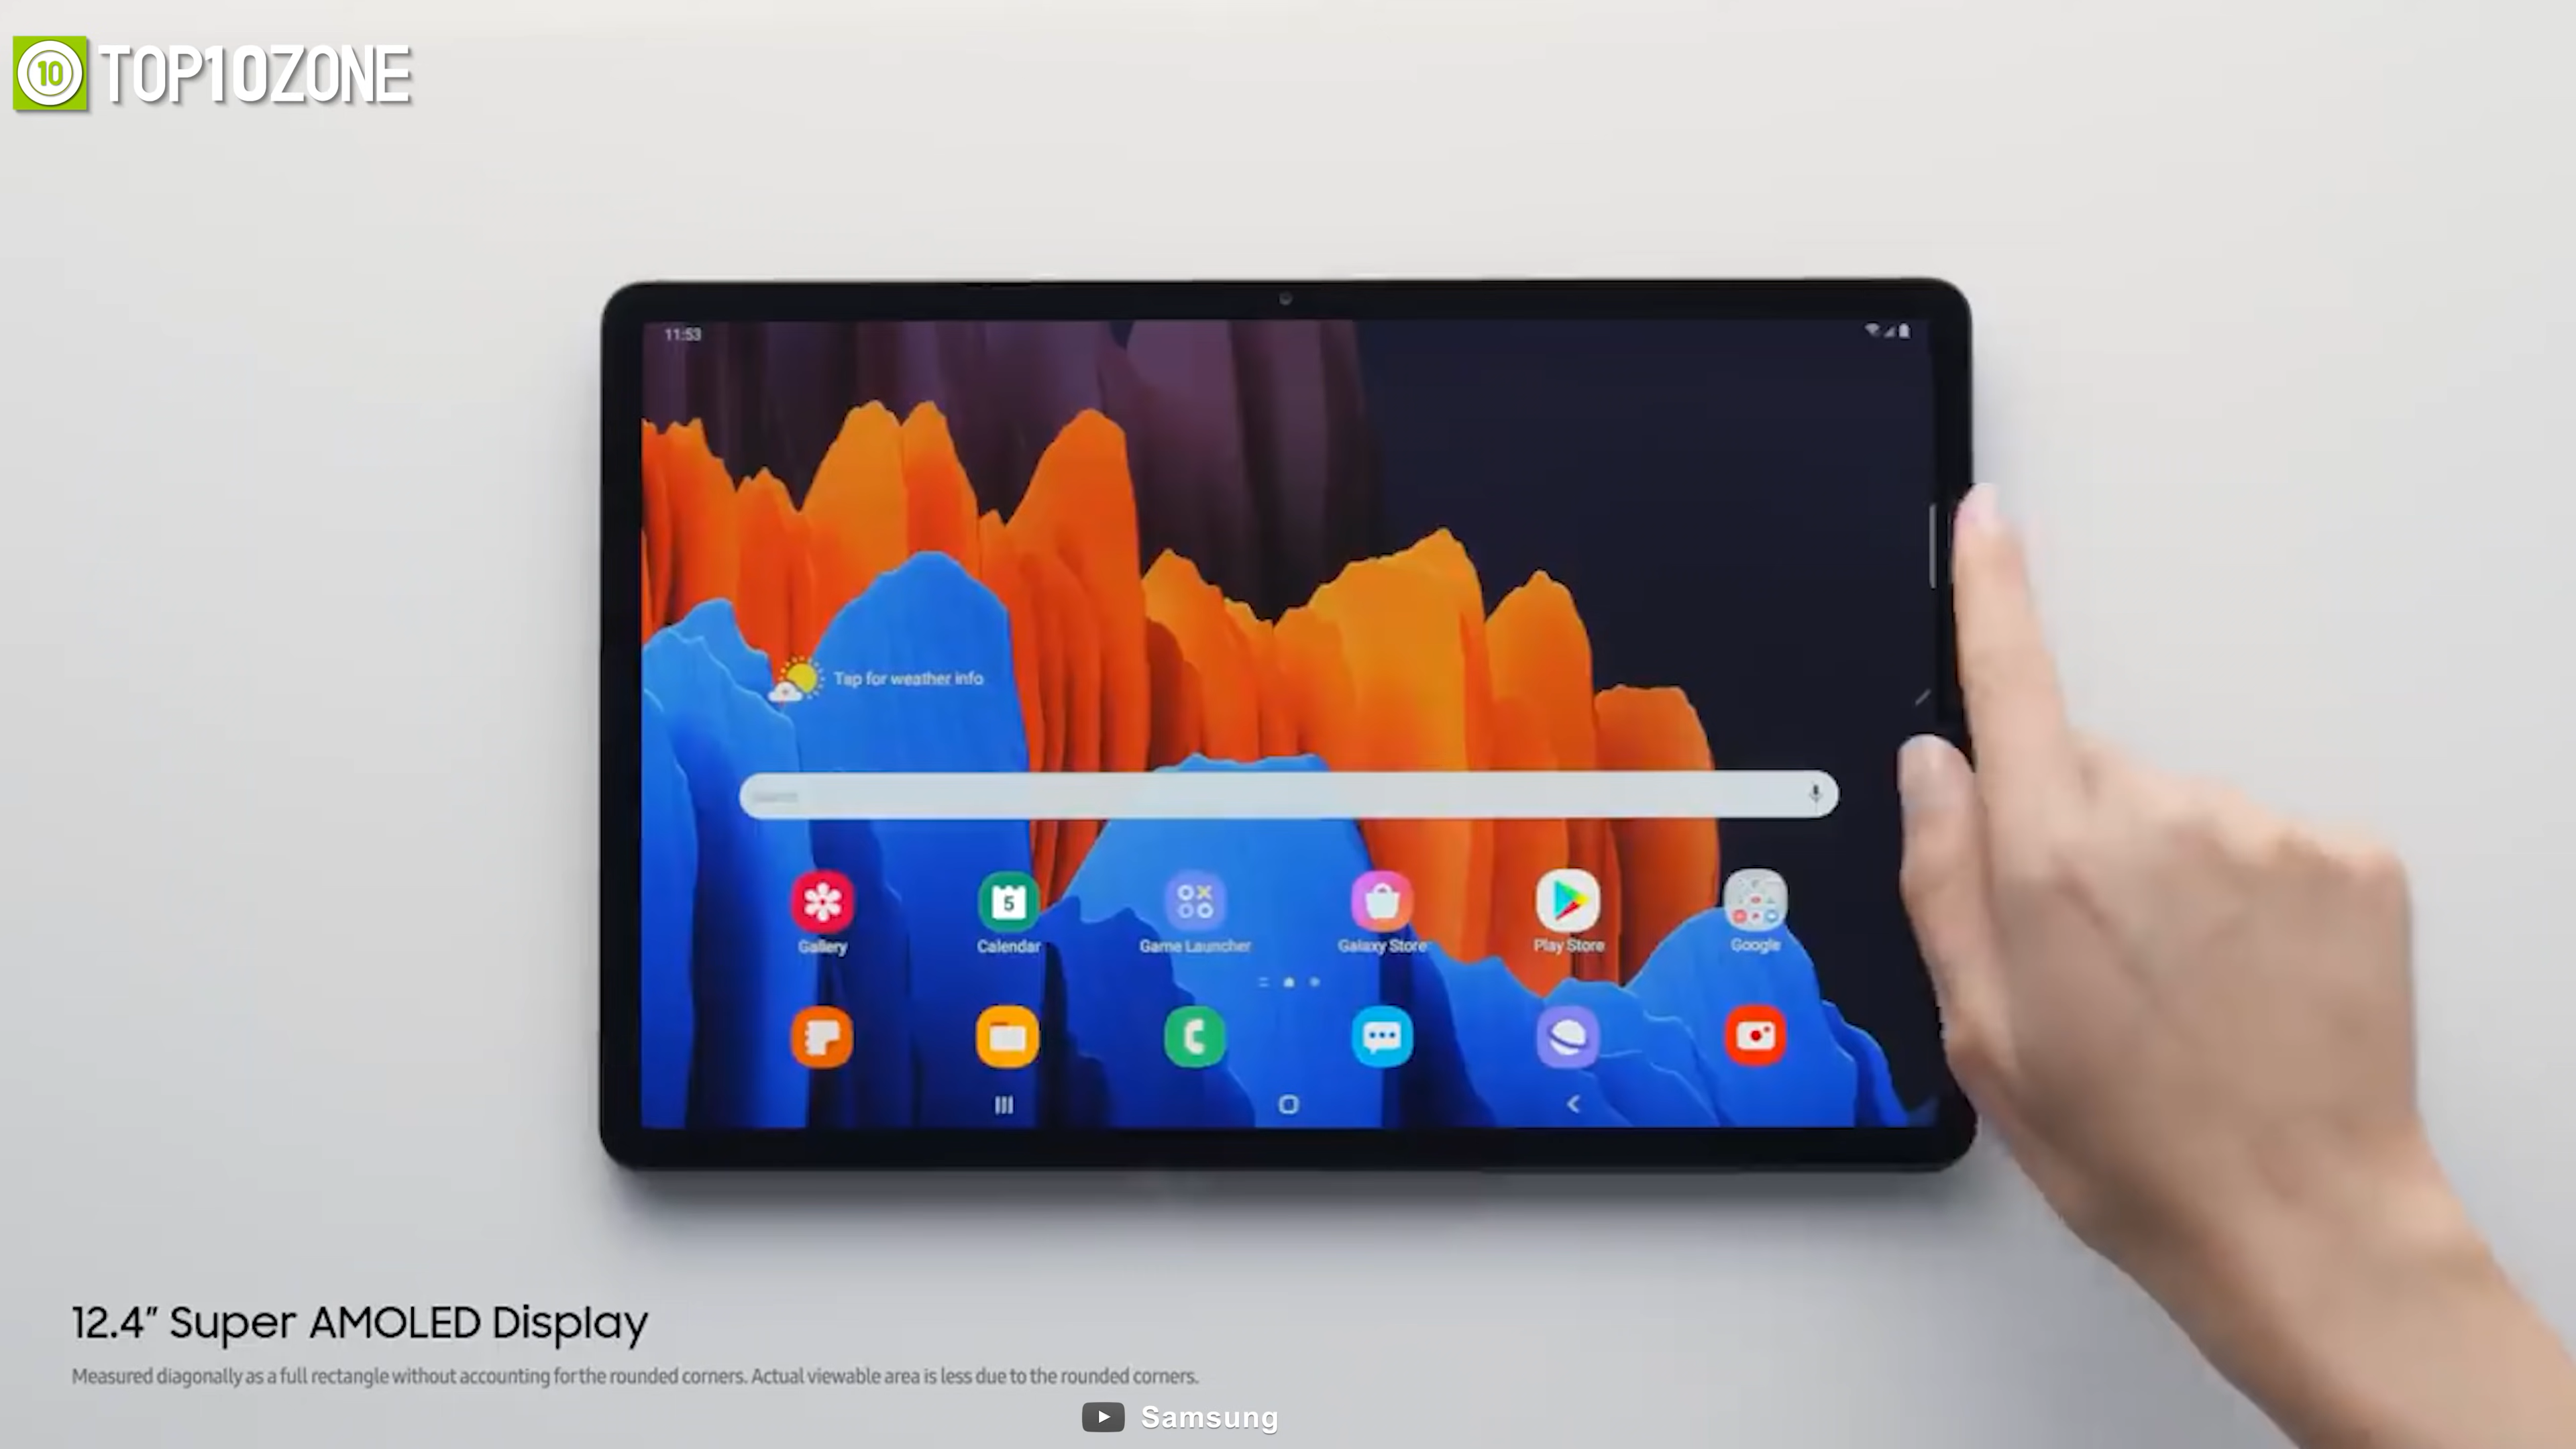 10 TOP10ZONE
11:53
Tap for weather info
Search
5
Gallery Calendar Game Launcher Galaxy Store Play Store Google
12.4" Super AMOLED Display
Measured diagonally as a full rectangle without accounting for the rounded corners. Actual viewable area is less due to the rounded corners.
Samsung